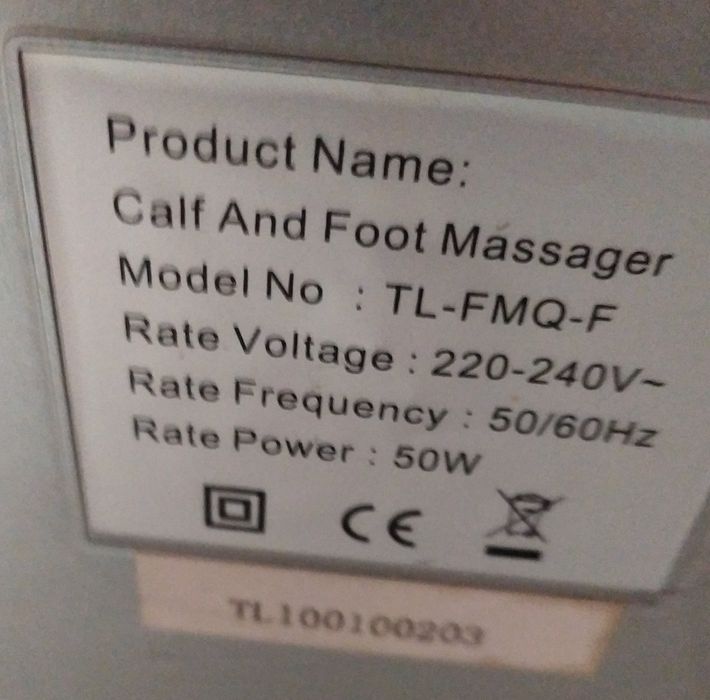 Product Name:
Calf And Foot Massager
Model No : TL-FMQ-F
Rate Voltage : 220-240V~
Rate Frequency : 50/60Hz
Rate Power : 50W
CE
TL100100203